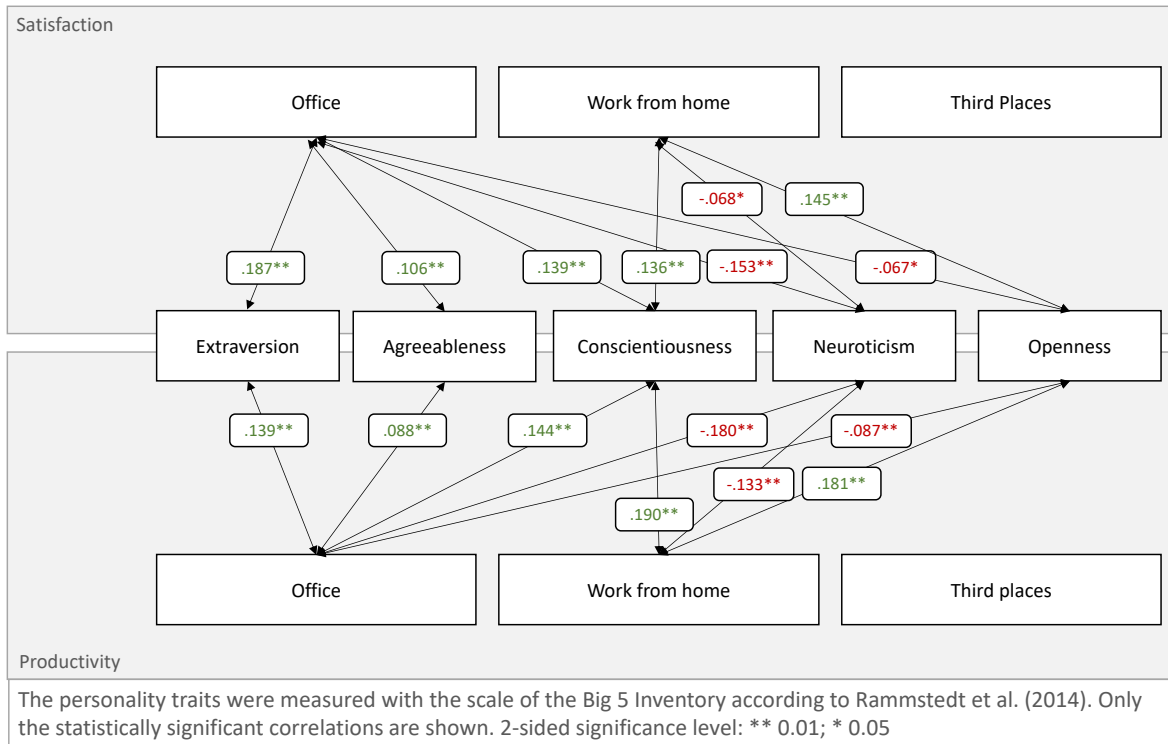 Satisfaction
Office
Work from home
Third Places
-.068*
.145**
.187**
.106**
.139**
.136**
-.153**
-.067*
Extraversion
Agreeableness
Conscientiousness
Neuroticism
Openness
.139**
.088**
.144**
-.180**
-.087**
-.133**
.181**
.190**
Office
Work from home
Third places
Productivity
The personality traits were measured with the scale of the Big 5 Inventory according to Rammstedt et al. (2014). Only
the statistically significant correlations are shown. 2-sided significance level: ** 0.01; * 0.05